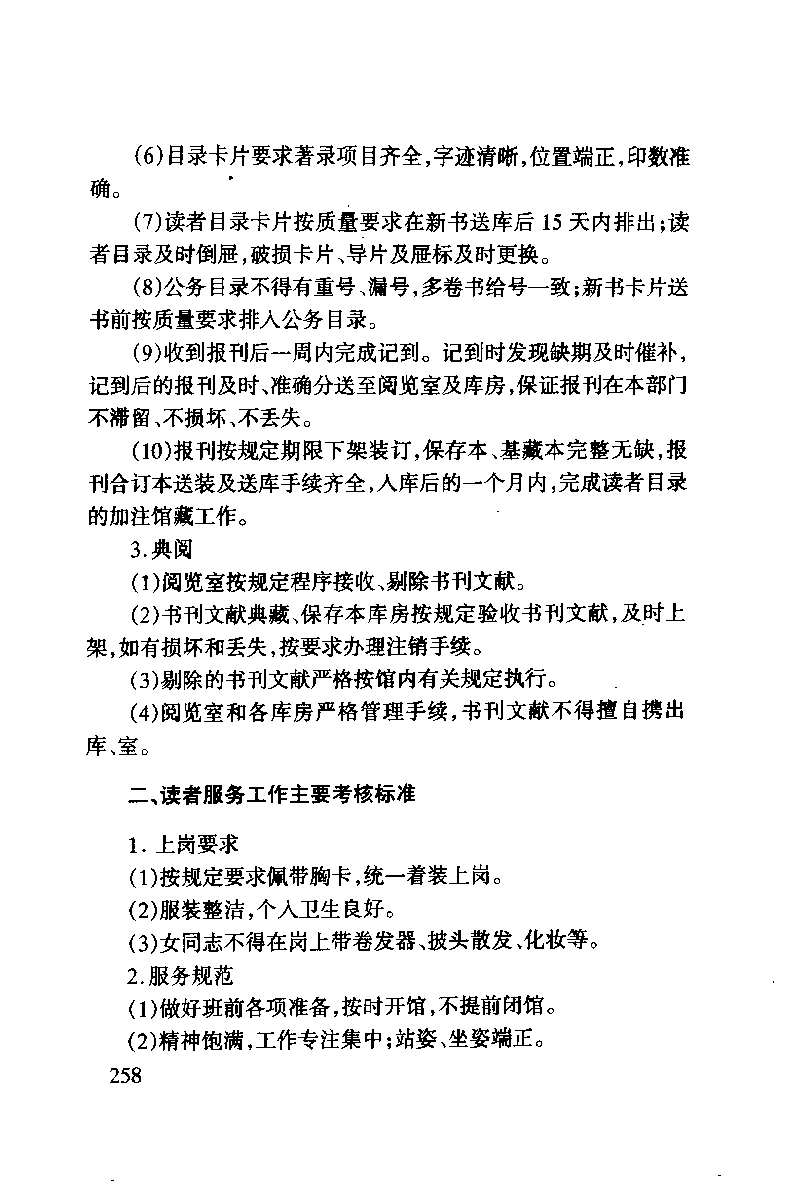 (6)目录卡片要求著录项目齐全,字迹清晰,位置端正,印数准
确。
(7)读者目录卡片按质量要求在新书送库后 15 天内排出;读
者目录及时倒屉,破损卡片、导片及屉标及时更换。
(8)公务目录不得有重号、漏号,多卷书给号一致;新书卡片送
书前按质量要求排入公务目录。
(9)收到报刊后一周内完成记到。记到时发现缺期及时催补,
记到后的报刊及时、准确分送至阅览室及库房,保证报刊在本部门
不滞留、不损坏、不丢失。
(10)报刊按规定期限下架装订,保存本、基藏本完整无缺,报
刊合订本送装及送库手续齐全,入库后的一个月内,完成读者目录
的加注馆藏工作。
3.典阅
(1)阅览室按规定程序接收、剔除书刊文献。
(2)书刊文献典藏、保存本库房按规定验收书刊文献,及时上
架,如有损坏和丢失,按要求办理注销手续。
(3)剔除的书刊文献严格按馆内有关规定执行。
(4)阅览室和各库房严格管理手续,书刊文献不得擅自携出
库、室。
二、读者服务工作主要考核标准
1. 上岗要求
(1)按规定要求佩带胸卡,统一着装上岗。
(2)服装整洁,个人卫生良好。
(3)女同志不得在岗上带卷发器、披头散发、化妆等。
2.服务规范
(1)做好班前各项准备,按时开馆,不提前闭馆。
(2)精神饱满,工作专注集中;站姿、坐姿端正。
258